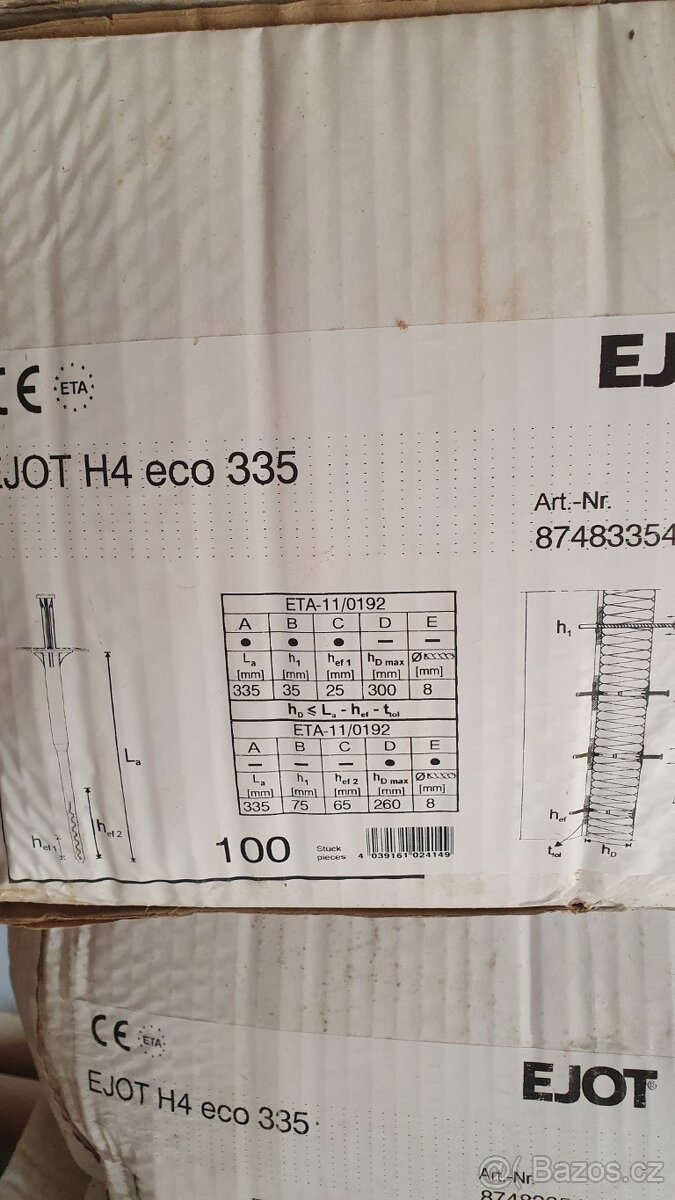 CE ETA
EJ
EJOT H4 eco 335
Art.-Nr.
87483354
ETA-11/0192
A B C D E
● ● ● — —
La h1 hef 1 hD max Ø
[mm] [mm] [mm] [mm] [mm]
335 35 25 300 8
hD ≤ La - hef - ttol
ETA-11/0192
A B C D E
— — — ● ●
La h1 hef 2 hD max Ø
[mm] [mm] [mm] [mm] [mm]
335 75 65 260 8
La
hef 1
hef 2
h1
hef
ttol
hD
100 Stück
pieces
4 039161 024149
CE ETA
EJOT®
EJOT H4 eco 335
Art.-Nr.
Bazos.cz